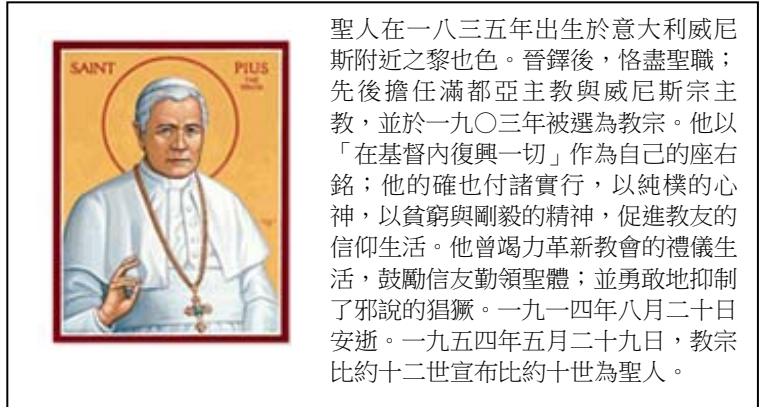 SAINT PIUS
THE
TENTH
聖人在一八三五年出生於意大利威尼
斯附近之黎也色。晉鐸後，恪盡聖職；
先後擔任滿都亞主教與威尼斯宗主
教，並於一九〇三年被選為教宗。他以
「在基督內復興一切」作為自己的座右
銘；他的確也付諸實行，以純樸的心
神，以貧窮與剛毅的精神，促進教友的
信仰生活。他曾竭力革新教會的禮儀生
活，鼓勵信友勤領聖體；並勇敢地抑制
了邪說的猖獗。一九一四年八月二十日
安逝。一九五四年五月二十九日，教宗
比約十二世宣布比約十世為聖人。